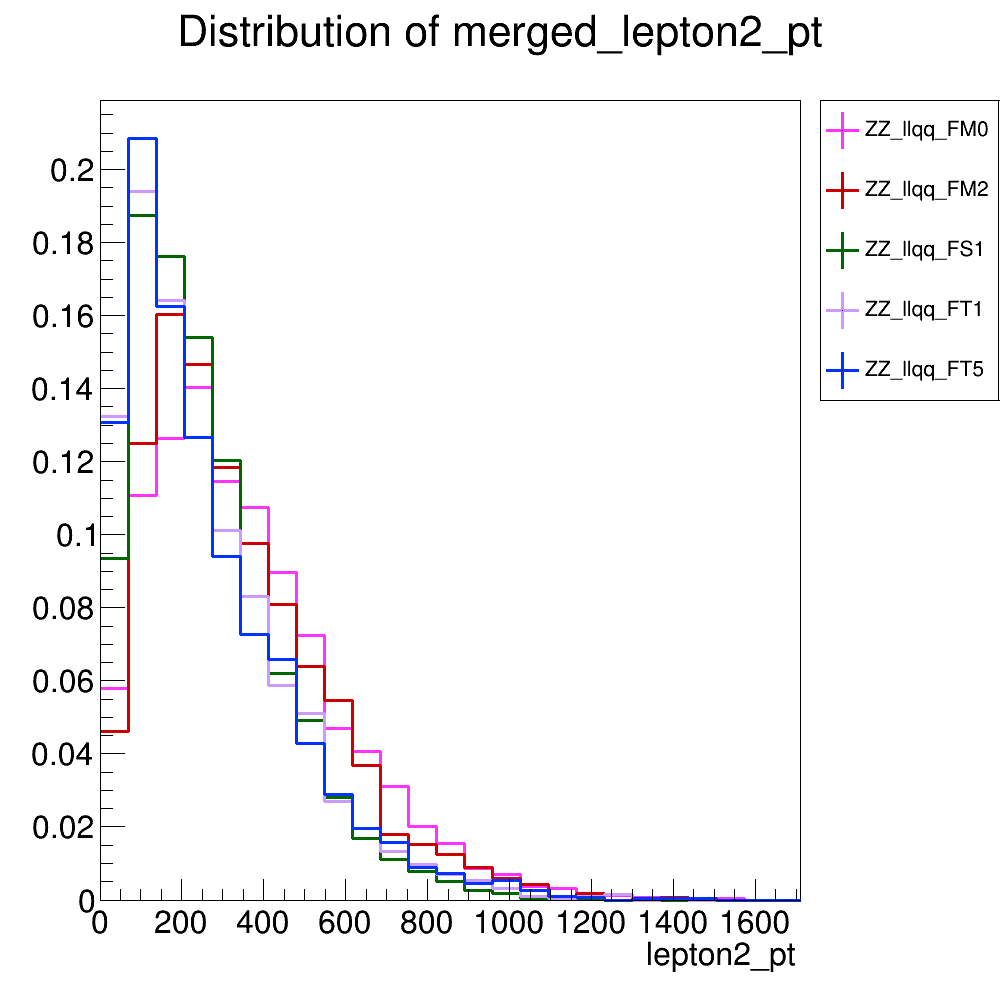 Distribution of merged_lepton2_pt
ZZ_llqq_FM0
ZZ_llqq_FM2
ZZ_llqq_FS1
ZZ_llqq_FT1
ZZ_llqq_FT5
0.2
0.18
0.16
0.14
0.12
0.1
0.08
0.06
0.04
0.02
0
0 200 400 600 800 1000 1200 1400 1600
lepton2_pt